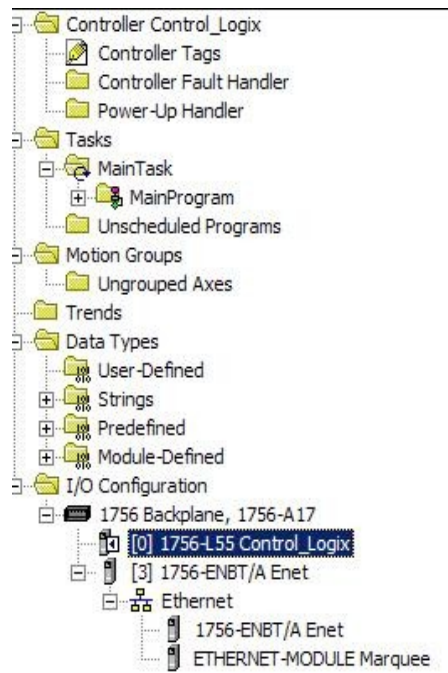 Controller Control_Logix
Controller Tags
Controller Fault Handler
Power-Up Handler
Tasks
MainTask
MainProgram
Unscheduled Programs
Motion Groups
Ungrouped Axes
Trends
Data Types
User-Defined
Strings
Predefined
Module-Defined
I/O Configuration
1756 Backplane, 1756-A17
[0] 1756-L55 Control_Logix
[3] 1756-ENBT/A Enet
Ethernet
1756-ENBT/A Enet
ETHERNET-MODULE Marquee